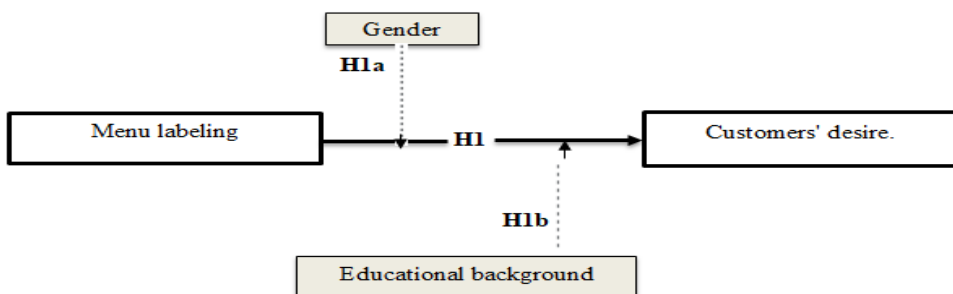 Gender
H1a
Menu labeling
H1
Customers' desire.
H1b
Educational background